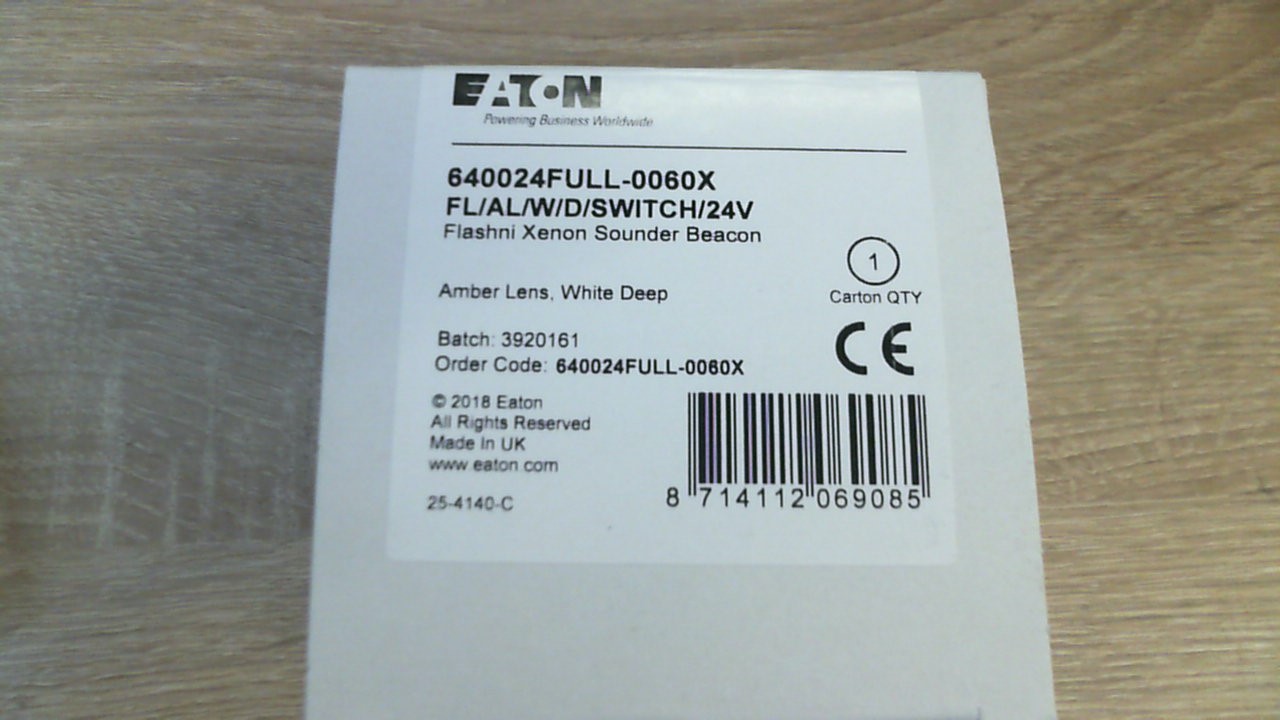 EATON
Powering Business Worldwide
640024FULL-0060X
FL/AL/W/D/SWITCH/24V
Flashni Xenon Sounder Beacon
1
Carton QTY
Amber Lens, White Deep
Batch: 3920161
Order Code: 640024FULL-0060X
CE
© 2018 Eaton
All Rights Reserved
Made In UK
www.eaton.com
25-4140-C
8 714112 069085